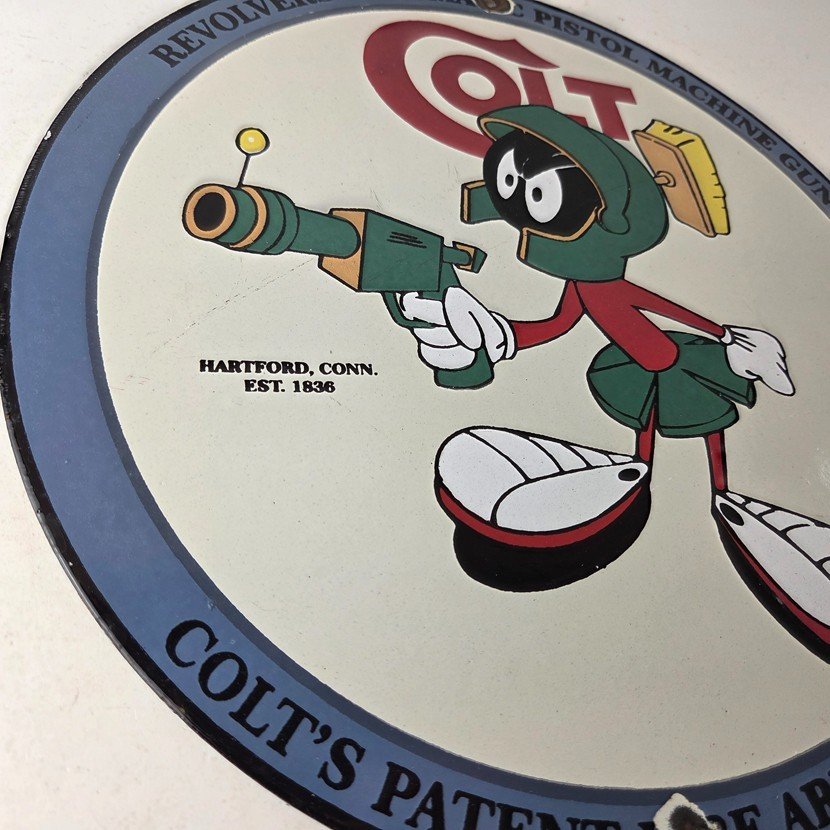 REVOLVERS PISTOL MACHINE GUN
COLT
HARTFORD, CONN.
EST. 1836
COLT'S PATENT